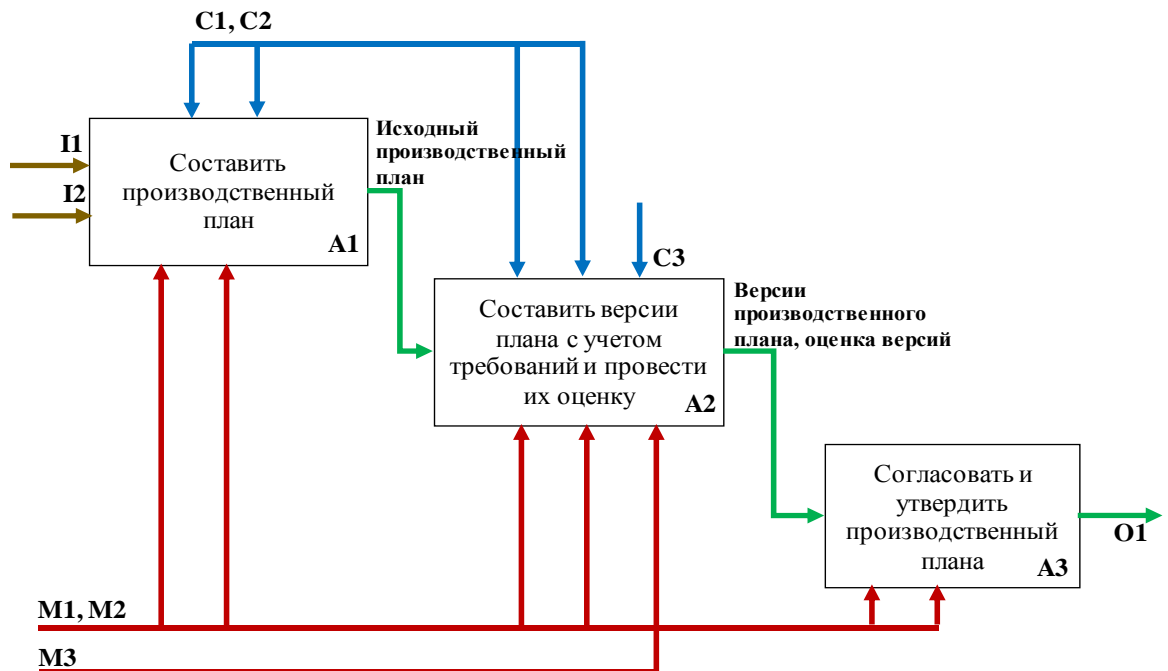 C1, C2
I1
I2
Составить
производственный
план
A1
Исходный
производственный
план
C3
Составить версии
плана с учетом
требований и провести
их оценку
A2
Версии
производственного
плана, оценка версий
Согласовать и
утвердить
производственный
плана
A3
O1
M1, M2
M3